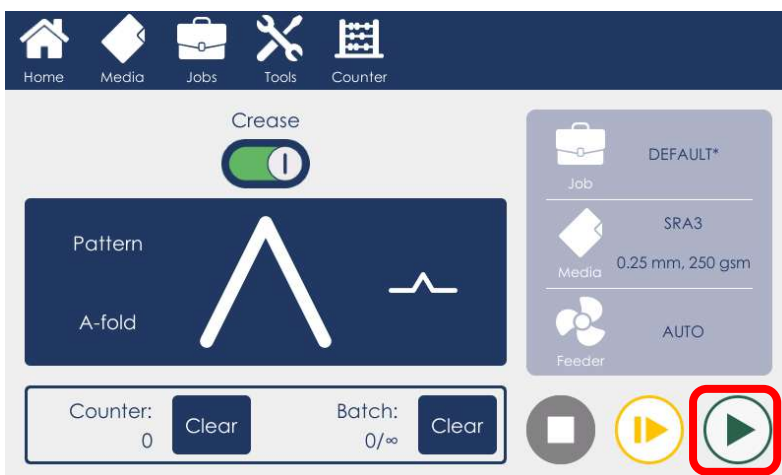 Home
Media
Jobs
Tools
Counter
Crease
Pattern
A-fold
Counter:
0
Clear
Batch:
0/∞
Clear
DEFAULT*
Job
SRA3
0.25 mm, 250 gsm
Media
AUTO
Feeder